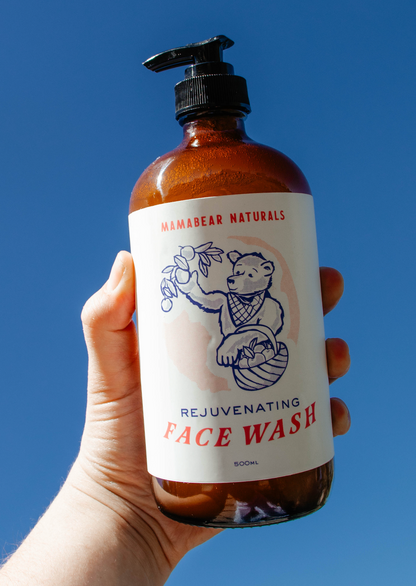 MAMABEAR NATURALS
REJUVENATING
FACE WASH
500ML